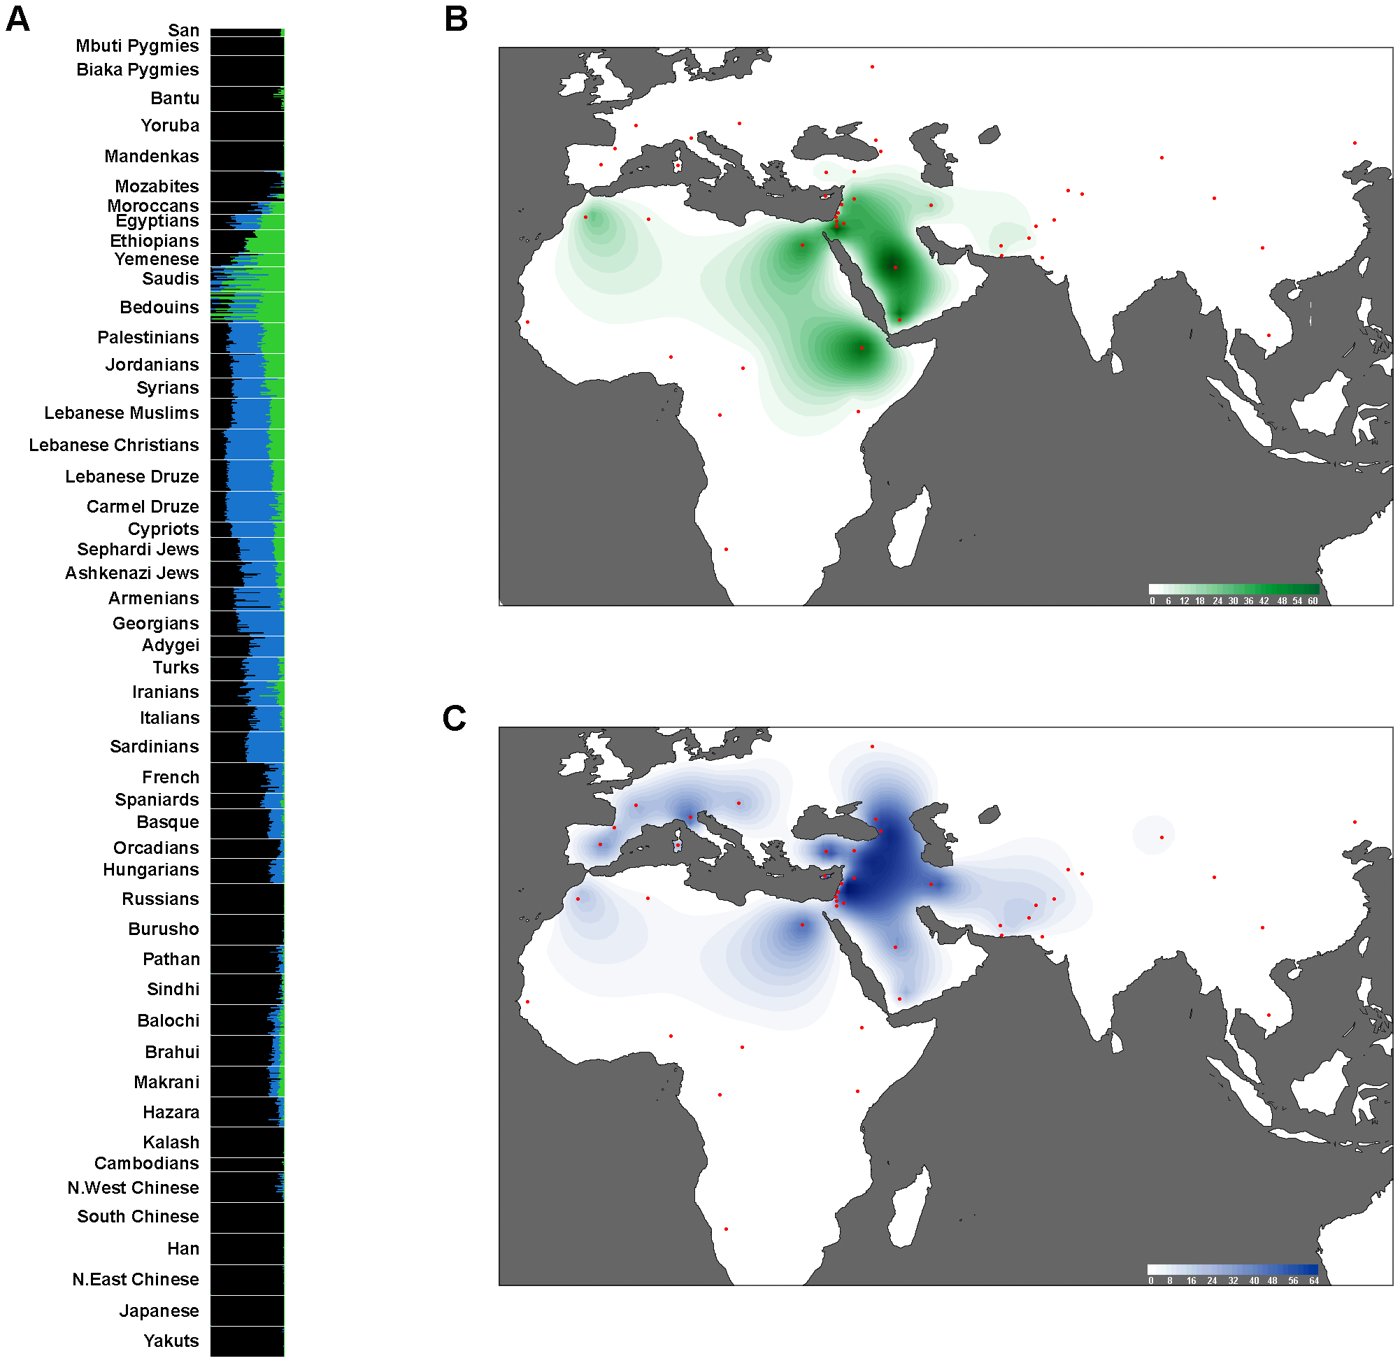 A
San
Mbuti Pygmies
Biaka Pygmies
Bantu
Yoruba
Mandenkas
Mozabites
Moroccans
Egyptians
Ethiopians
Yemenese
Saudis
Bedouins
Palestinians
Jordanians
Syrians
Lebanese Muslims
Lebanese Christians
Lebanese Druze
Carmel Druze
Cypriots
Sephardi Jews
Ashkenazi Jews
Armenians
Georgians
Adygei
Turks
Iranians
Italians
Sardinians
French
Spaniards
Basque
Orcadians
Hungarians
Russians
Burusho
Pathan
Sindhi
Balochi
Brahui
Makrani
Hazara
Kalash
Cambodians
N.West Chinese
South Chinese
Han
N.East Chinese
Japanese
Yakuts
B
0 6 12 18 24 30 36 42 48 54 60
C
0 8 16 24 32 40 48 56 64